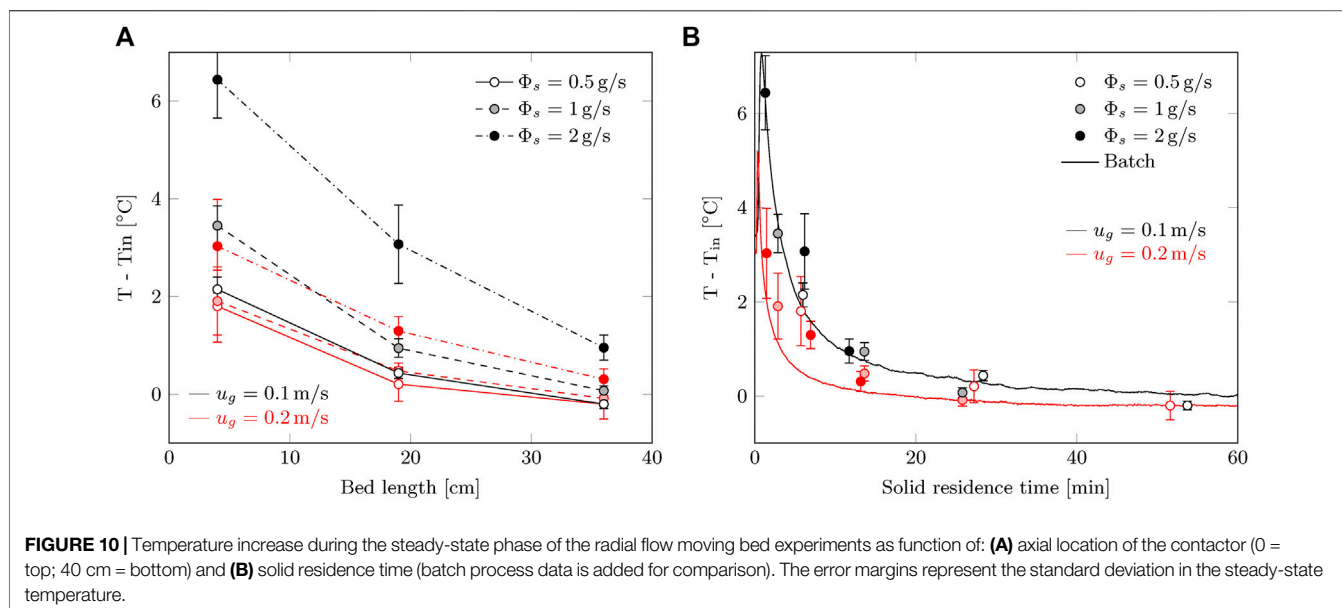 A
B
T - Tin [°C]
6
4
2
0
Φs = 0.5 g/s
Φs = 1 g/s
Φs = 2 g/s
ug = 0.1 m/s
ug = 0.2 m/s
0 10 20 30 40
Bed length [cm]
T - Tin [°C]
6
4
2
0
Φs = 0.5 g/s
Φs = 1 g/s
Φs = 2 g/s
Batch
ug = 0.1 m/s
ug = 0.2 m/s
0 20 40 60
Solid residence time [min]
FIGURE 10 | Temperature increase during the steady-state phase of the radial flow moving bed experiments as function of: (A) axial location of the contactor (0 =
top; 40 cm = bottom) and (B) solid residence time (batch process data is added for comparison). The error margins represent the standard deviation in the steady-state
temperature.